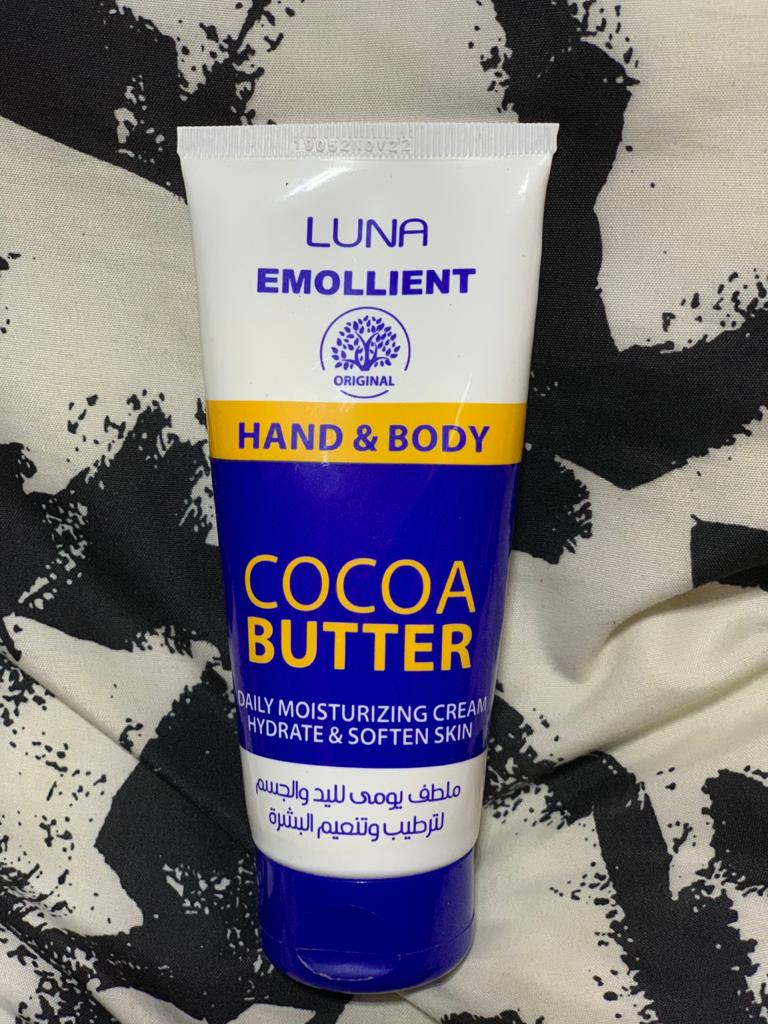 19052NOV22
LUNA
EMOLLIENT
ORIGINAL
HAND & BODY
COCOA
BUTTER
DAILY MOISTURIZING CREAM
HYDRATE & SOFTEN SKIN
ملطف يومى لليد والجسم
لترطيب وتنعيم البشرة